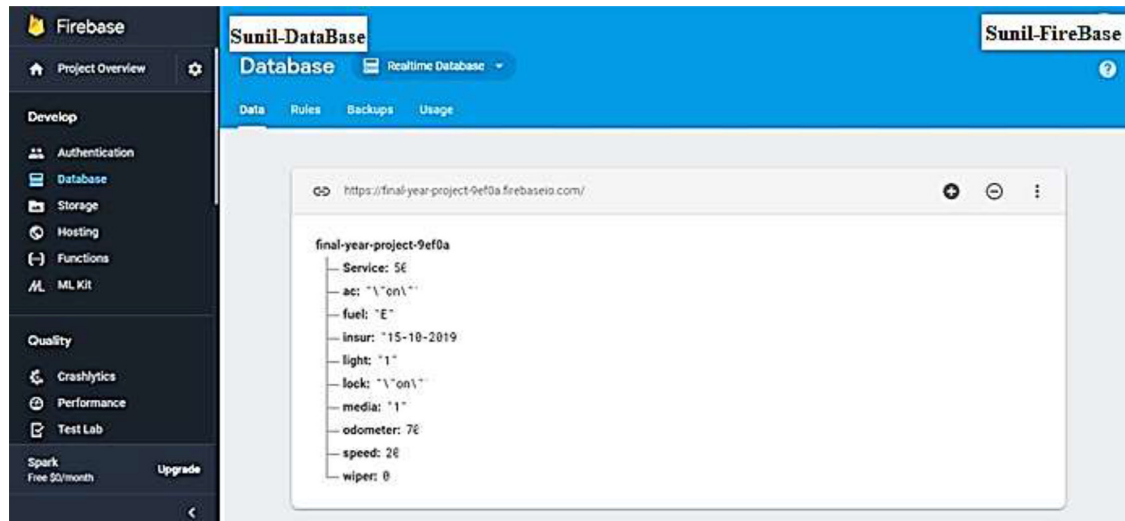 Firebase
Project Overview
Develop
Authentication
Database
Storage
Hosting
Functions
ML Kit
Quality
Crashlytics
Performance
Test Lab
Spark
Free $0/month
Upgrade
Sunil-DataBase
Sunil-FireBase
Database Realtime Database
Data Rules Backups Usage
https://final-year-project-9ef0a.firebaseio.com/
final-year-project-9ef0a
Service:
ac: "\"on\"
fuel: "E"
insur: "15-10-2019
light: "1"
lock: "\"on\"
media: "1"
odometer:
speed:
wiper: 0